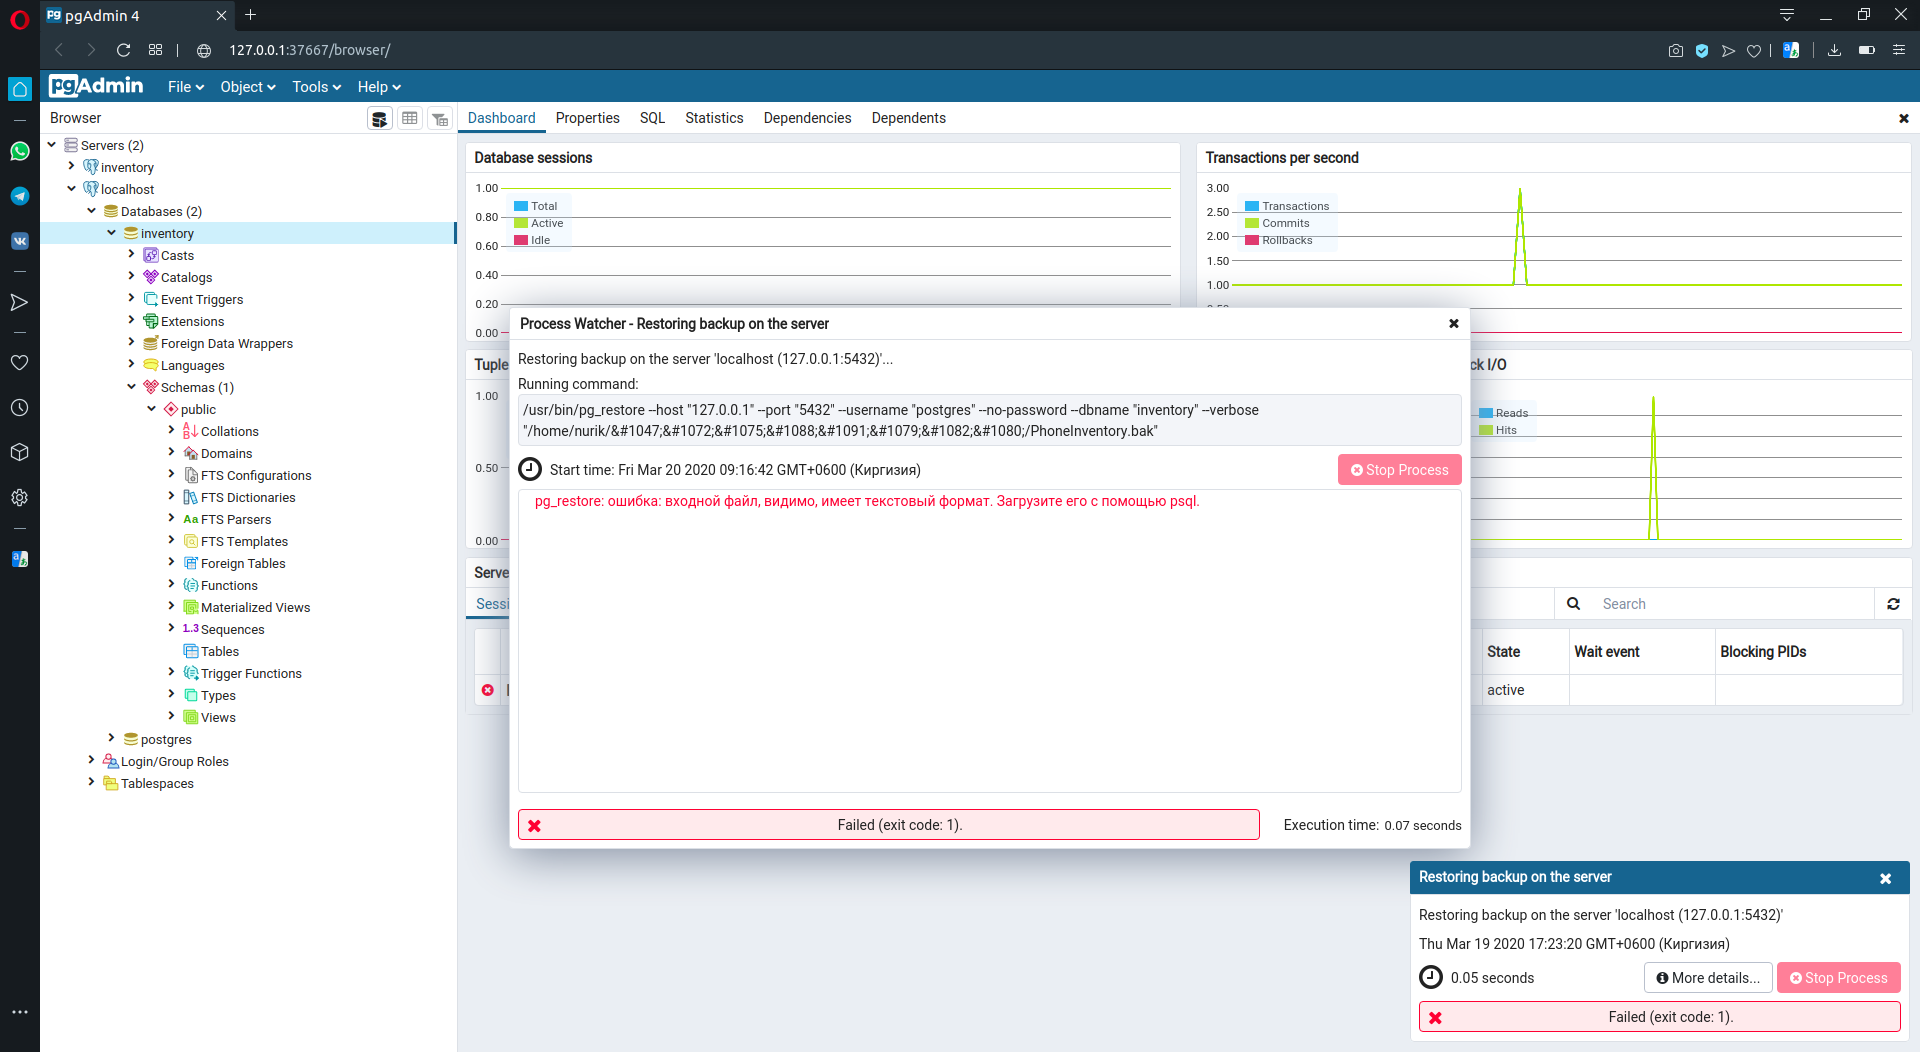 pgAdmin 4
127.0.0.1:37667/browser/
pgAdmin
File
Object
Tools
Help
Browser
Dashboard
Properties
SQL
Statistics
Dependencies
Dependents
Servers (2)
inventory
localhost
Databases (2)
inventory
Casts
Catalogs
Event Triggers
Extensions
Foreign Data Wrappers
Languages
Schemas (1)
public
Collations
Domains
FTS Configurations
FTS Dictionaries
FTS Parsers
FTS Templates
Foreign Tables
Functions
Materialized Views
1..3 Sequences
Tables
Trigger Functions
Types
Views
postgres
Login/Group Roles
Tablespaces
Database sessions
1.00
0.80
0.60
0.40
0.20
0.00
Total
Active
Idle
Transactions per second
3.00
2.50
2.00
1.50
1.00
Transactions
Commits
Rollbacks
Tuple
1.00
0.50
0.00
ck I/O
Reads
Hits
Process Watcher - Restoring backup on the server
Restoring backup on the server 'localhost (127.0.0.1:5432)'...
Running command:
/usr/bin/pg_restore --host "127.0.0.1" --port "5432" --username "postgres" --no-password --dbname "inventory" --verbose
"/home/nurik/&#1047;&#1072;&#1075;&#1088;&#1091;&#1079;&#1082;&#1080;/PhoneInventory.bak"
Start time: Fri Mar 20 2020 09:16:42 GMT+0600 (Киргизия)
Stop Process
pg_restore: ошибка: входной файл, видимо, имеет текстовый формат. Загрузите его с помощью psql.
Failed (exit code: 1).
Execution time: 0.07 seconds
Serve
Sessi
Search
State
Wait event
Blocking PIDs
active
Restoring backup on the server
Restoring backup on the server 'localhost (127.0.0.1:5432)'
Thu Mar 19 2020 17:23:20 GMT+0600 (Киргизия)
0.05 seconds
More details...
Stop Process
Failed (exit code: 1).